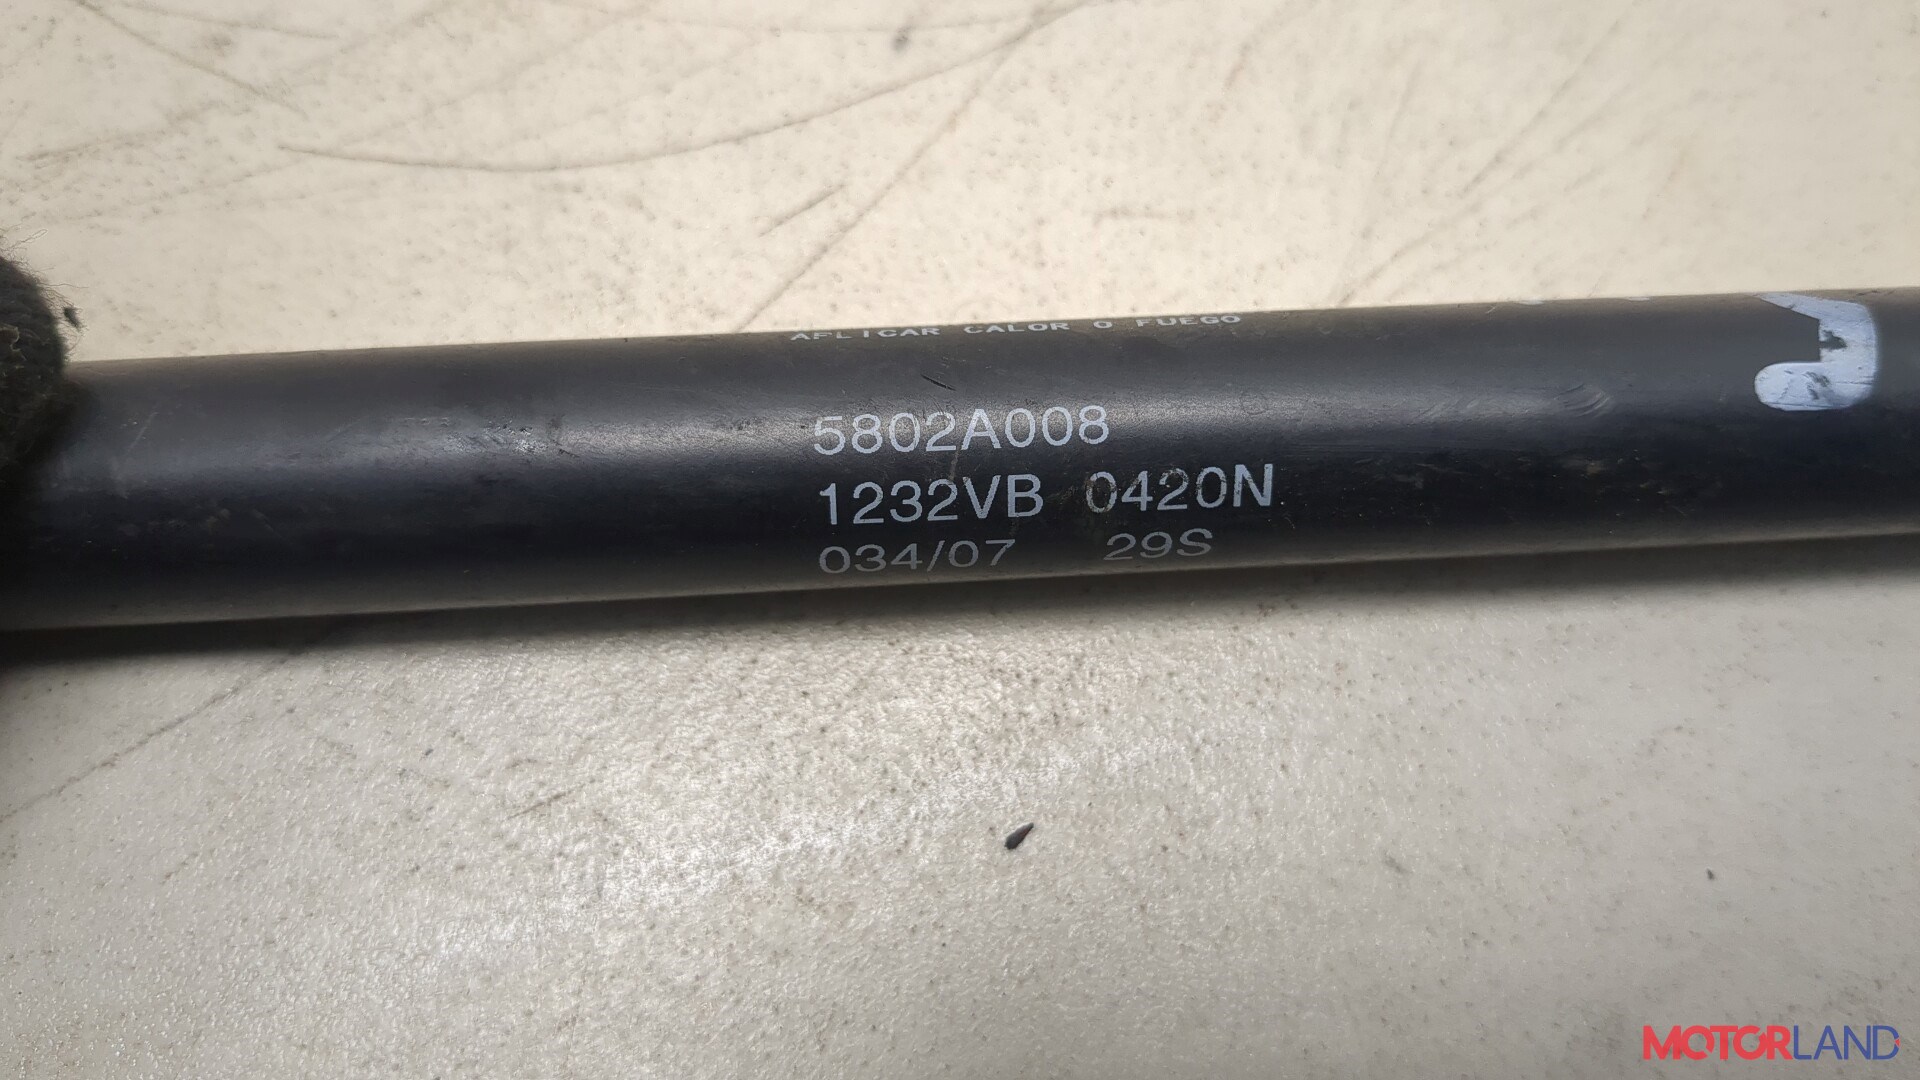 APLICAR CALOR O FUEGO
5802A008
1232VB 0420N
034/07 29S
MOTORLAND